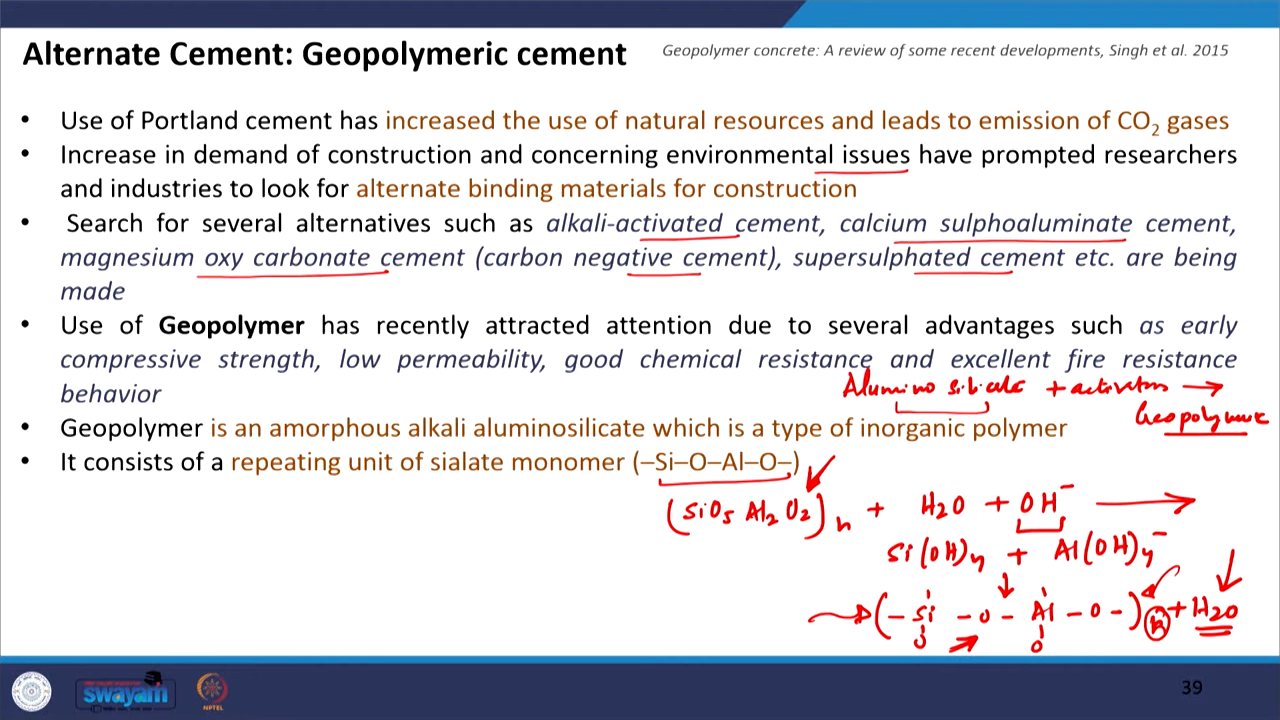 Alternate Cement: Geopolymeric cement
Geopolymer concrete: A review of some recent developments, Singh et al. 2015
• Use of Portland cement has increased the use of natural resources and leads to emission of CO₂ gases
• Increase in demand of construction and concerning environmental issues have prompted researchers
and industries to look for alternate binding materials for construction
• Search for several alternatives such as alkali-activated cement, calcium sulphoaluminate cement,
magnesium oxy carbonate cement (carbon negative cement), supersulphated cement etc. are being
made
• Use of Geopolymer has recently attracted attention due to several advantages such as early
compressive strength, low permeability, good chemical resistance and excellent fire resistance
behavior
Alumino silicate + activators →
Geopolymer
• Geopolymer is an amorphous alkali aluminosilicate which is a type of inorganic polymer
• It consists of a repeating unit of sialate monomer (–Si–O–Al–O–)
(SiO5 Al2 O2)n + H2O + OH⁻ →
Si(OH)4 + Al(OH)4⁻
→ (– Si – O – Al – O –)n + H2O
O O
swayam
NPTEL
39